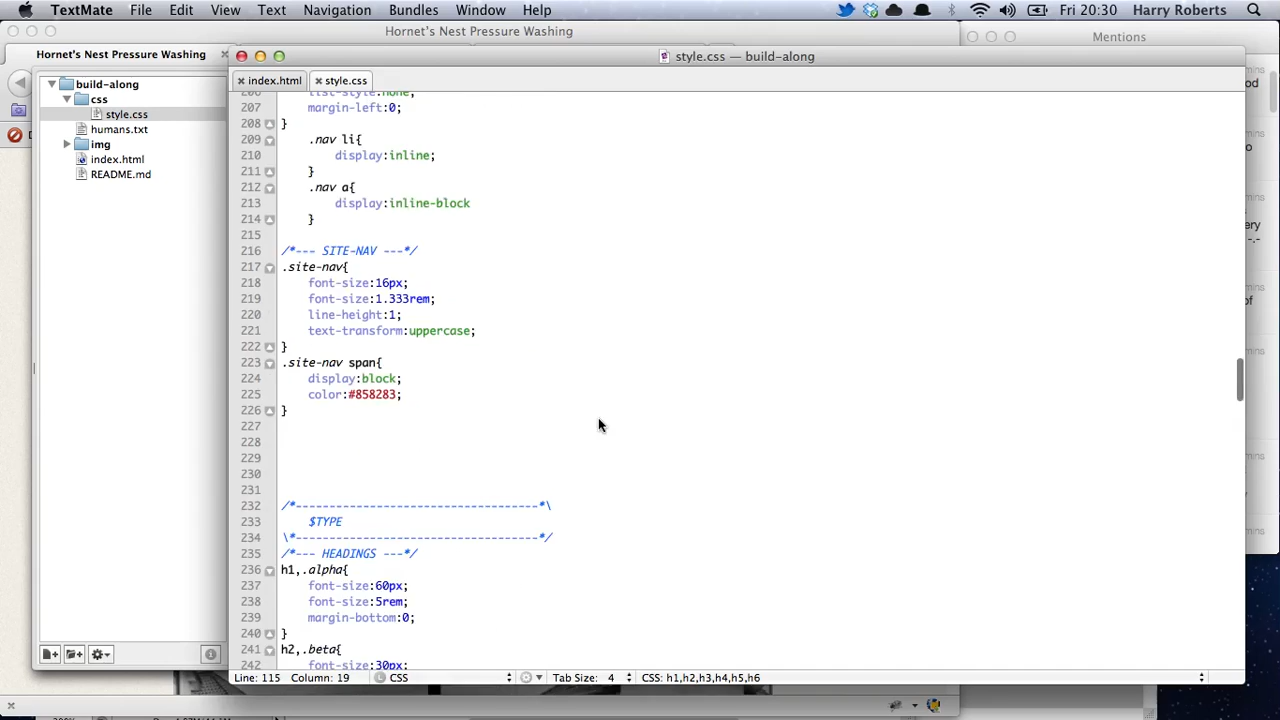 TextMate File Edit View Text Navigation Bundles Window Help Fri 20:30 Harry Roberts
Hornet's Nest Pressure Washing
Mentions
Hornet's Nest Pressure Washing
style.css — build-along
index.html
style.css
build-along
css
style.css
humans.txt
img
index.html
README.md
206 list-style:none;
207 margin-left:0;
208 }
209 .nav li{
210 display:inline;
211 }
212 .nav a{
213 display:inline-block
214 }
215
216 /*--- SITE-NAV ---*/
217 .site-nav{
218 font-size:16px;
219 font-size:1.333rem;
220 line-height:1;
221 text-transform:uppercase;
222 }
223 .site-nav span{
224 display:block;
225 color:#858283;
226 }
227
228
229
230
231
232 /*------------------------------------*\
233 $TYPE
234 \*------------------------------------*/
235 /*--- HEADINGS ---*/
236 h1,.alpha{
237 font-size:60px;
238 font-size:5rem;
239 margin-bottom:0;
240 }
241 h2,.beta{
242 font-size:30px;
Line: 115 Column: 19 CSS Tab Size: 4 CSS: h1,h2,h3,h4,h5,h6